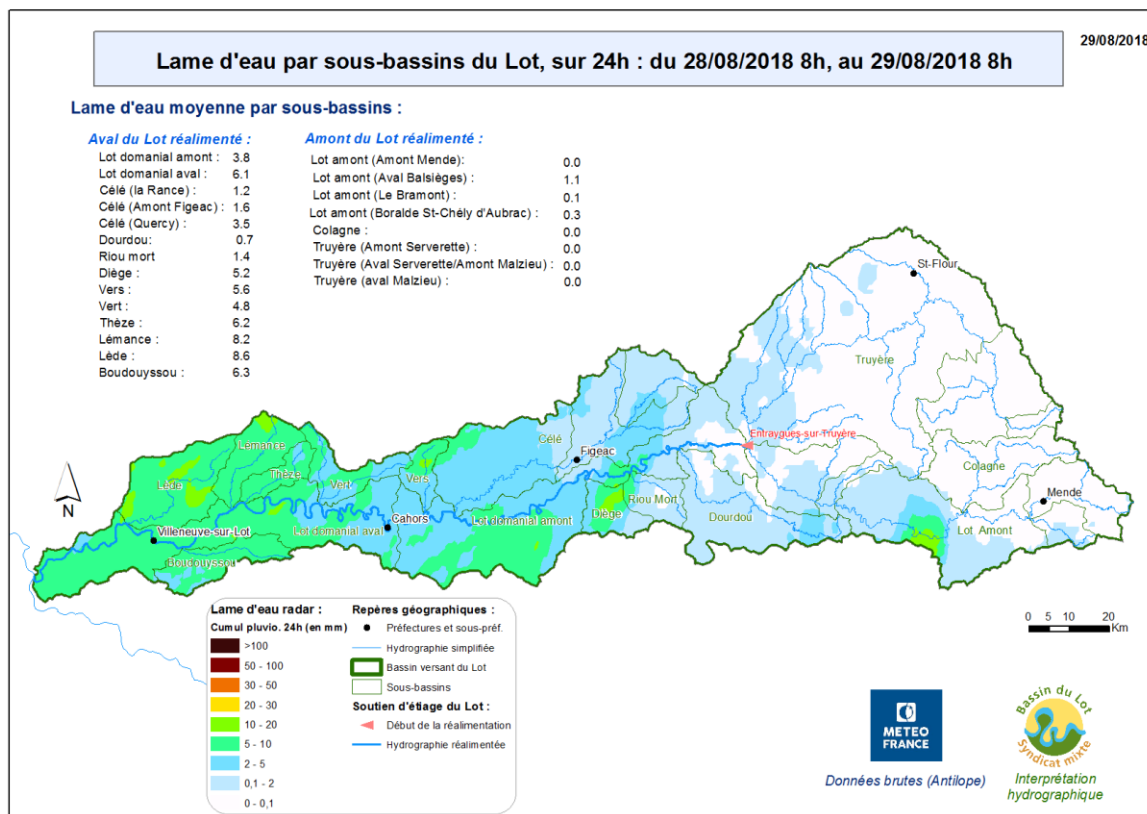 29/08/2018
Lame d'eau par sous-bassins du Lot, sur 24h : du 28/08/2018 8h, au 29/08/2018 8h
Lame d'eau moyenne par sous-bassins :
Aval du Lot réalimenté :
Lot domanial amont : 3.8
Lot domanial aval : 6.1
Célé (la Rance) : 1.2
Célé (Amont Figeac) : 1.6
Célé (Quercy) : 3.5
Dourdou: 0.7
Riou mort 1.4
Diège : 5.2
Vers : 5.6
Vert : 4.8
Thèze : 6.2
Lémance : 8.2
Lède : 8.6
Boudouyssou : 6.3
Amont du Lot réalimenté :
Lot amont (Amont Mende): 0.0
Lot amont (Aval Balsièges) : 1.1
Lot amont (Le Bramont) : 0.1
Lot amont (Boralde St-Chély d'Aubrac) : 0.3
Colagne : 0.0
Truyère (Amont Serverette) : 0.0
Truyère (Aval Serverette/Amont Malzieu) : 0.0
Truyère (aval Malzieu) : 0.0
St-Flour
Truyère
Entraygues-sur-Truyère
Célé
Figeac
Lémance
Thèze
Lède
Vert
Vers
Colagne
Mende
Riou Mort
Diège
Dourdou
Lot Amont
Lot domanial amont
Cahors
Lot domanial aval
Villeneuve-sur-Lot
Boudouyssou
N
Lame d'eau radar :
Cumul pluvio. 24h (en mm)
>100
50 - 100
30 - 50
20 - 30
10 - 20
5 - 10
2 - 5
0,1 - 2
0 - 0,1
Repères géographiques :
Préfectures et sous-préf.
Hydrographie simplifiée
Bassin versant du Lot
Sous-bassins
Soutien d'étiage du Lot :
Début de la réalimentation
Hydrographie réalimentée
0 5 10 20
Km
METEO
FRANCE
Données brutes (Antilope)
Bassin du Lot
Syndicat mixte
Interprétation
hydrographique